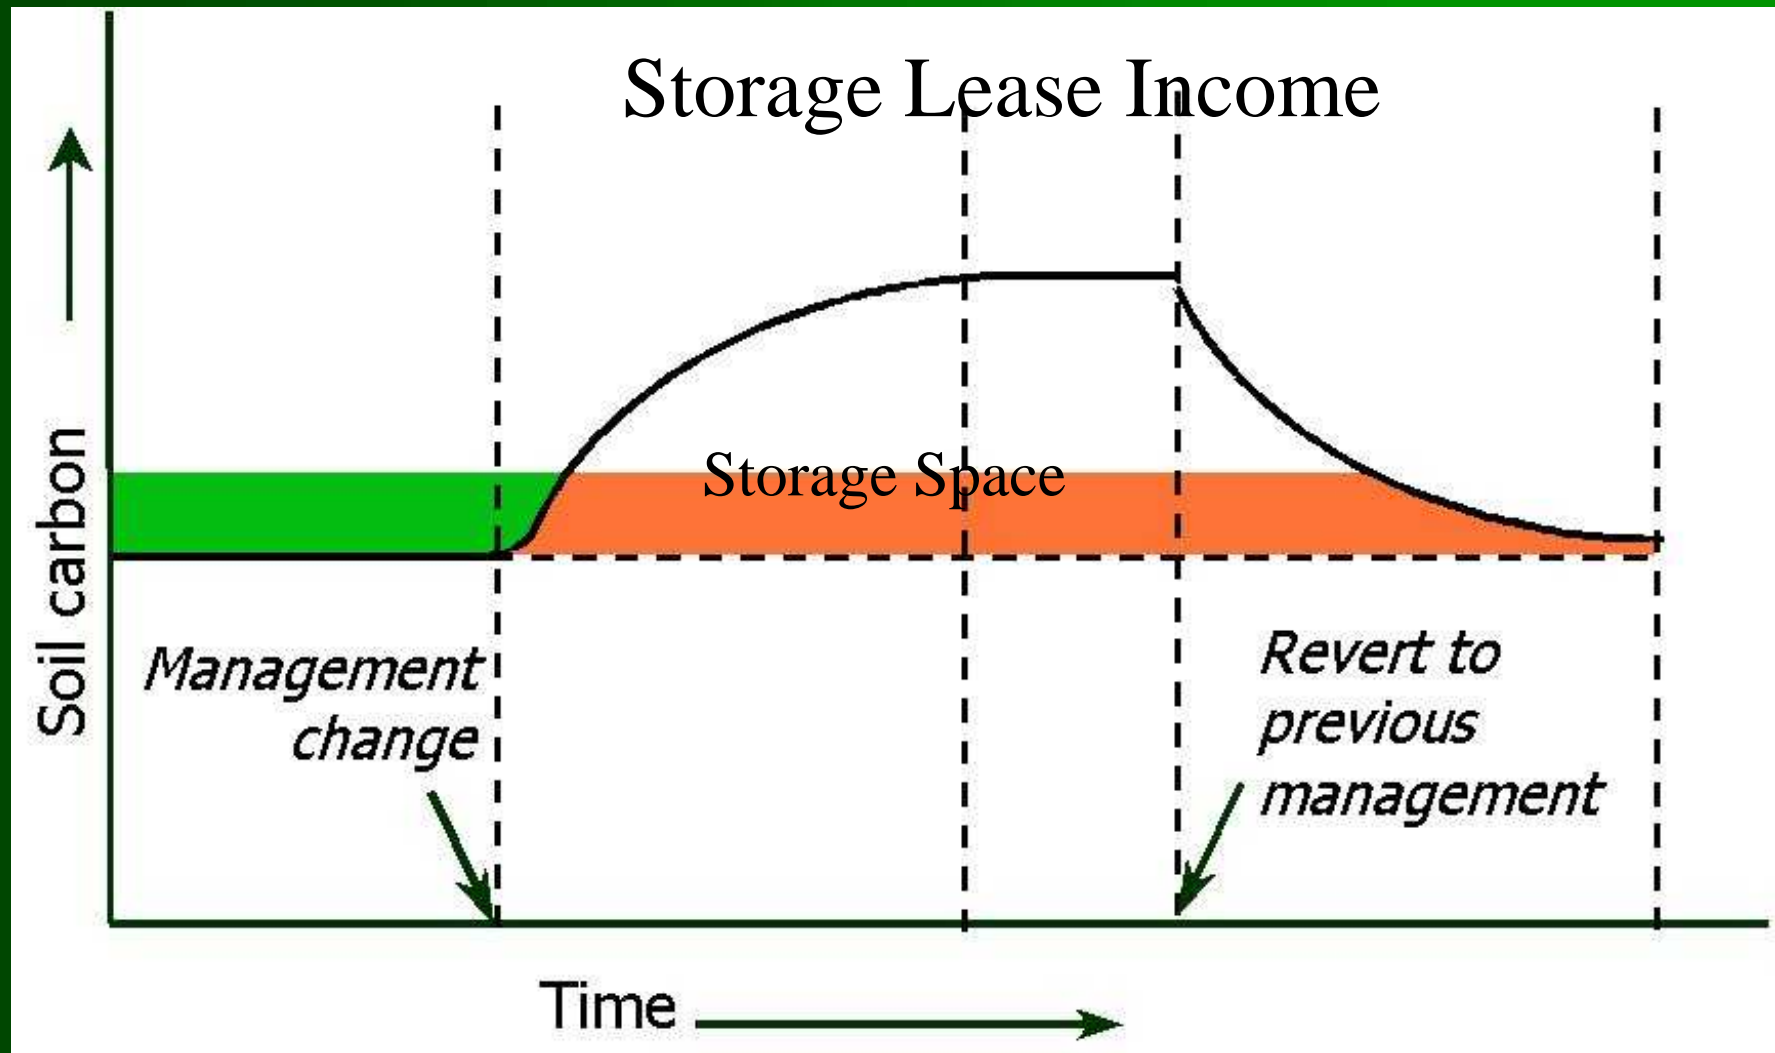 Storage Lease Income
Storage Space
Soil carbon
Management
change
Revert to
previous
management
Time